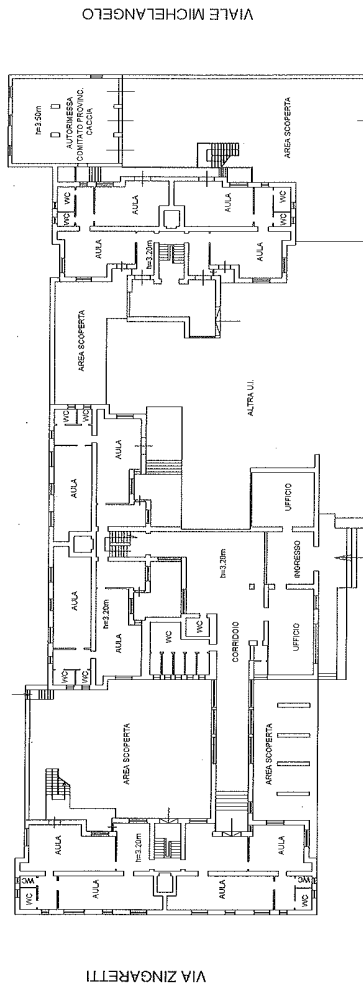 VIALE MICHELANGELO
h=3.50m
AUTORIMESSA
COMITATO PROVINC.
CACCIA
AREA SCOPERTA
WC
WC
AULA
AULA
WC
WC
AULA
h=3.20m
AULA
AREA SCOPERTA
ALTRA U.I.
WC
WC
AULA
AULA
UFFICIO
AULA
h=3.20m
AULA
h=3.20m
INGRESSO
WC
WC
WC
WC
CORRIDOIO
UFFICIO
AREA SCOPERTA
AREA SCOPERTA
AULA
h=3.20m
AULA
WC
WC
AULA
AULA
WC
WC
VIA ZINGARETTI